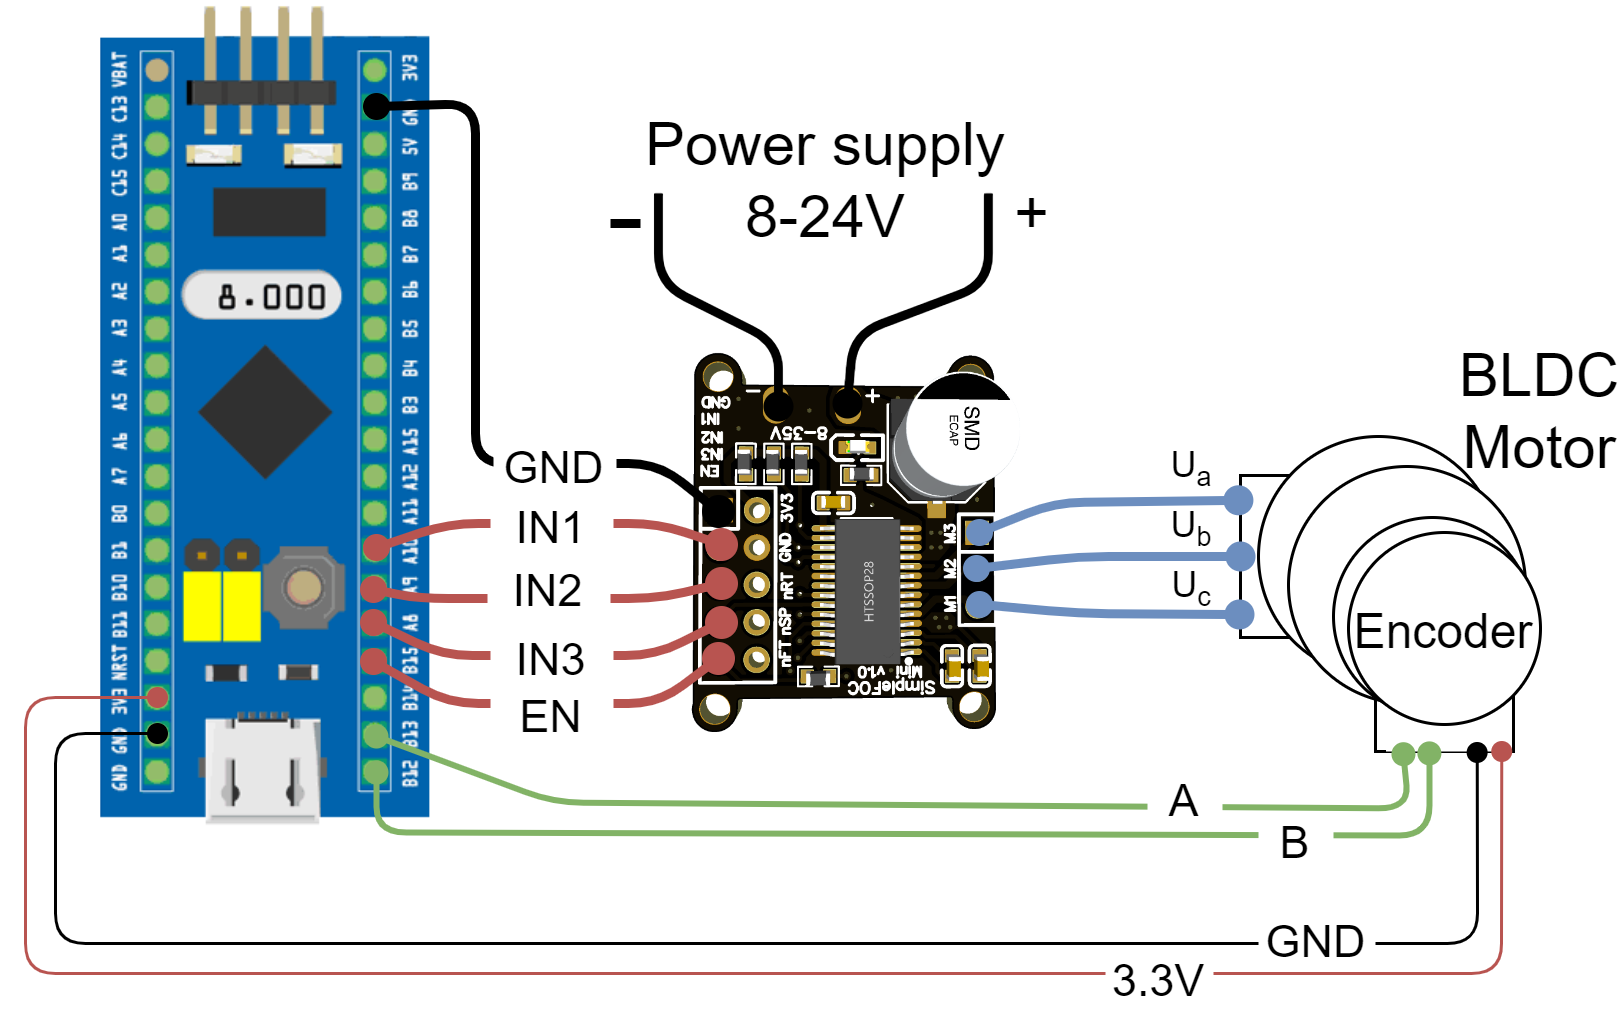 VBAT
C13
C14
C15
A0
A1
A2
A3
A4
A5
A6
A7
B0
B1
B10
B11
NRST
3V3
GND
GND
8.000
3V3
GND
5V
B9
B8
B7
B6
B5
B4
B3
A15
A12
A11
A10
A9
A8
B15
B14
B13
B12
Power supply
- 8-24V +
GND
IN1
IN2
IN3
EN
- +
GND
IN1
IN2
IN3
EN
8-35V
SMD
ECAP
3V3
GND
nRT
nSP
nFT
HTSSOP28
M3
M2
M1
SimpleFOC
Mini v1.0
Ua
Ub
Uc
BLDC
Motor
Encoder
A
B
GND
3.3V